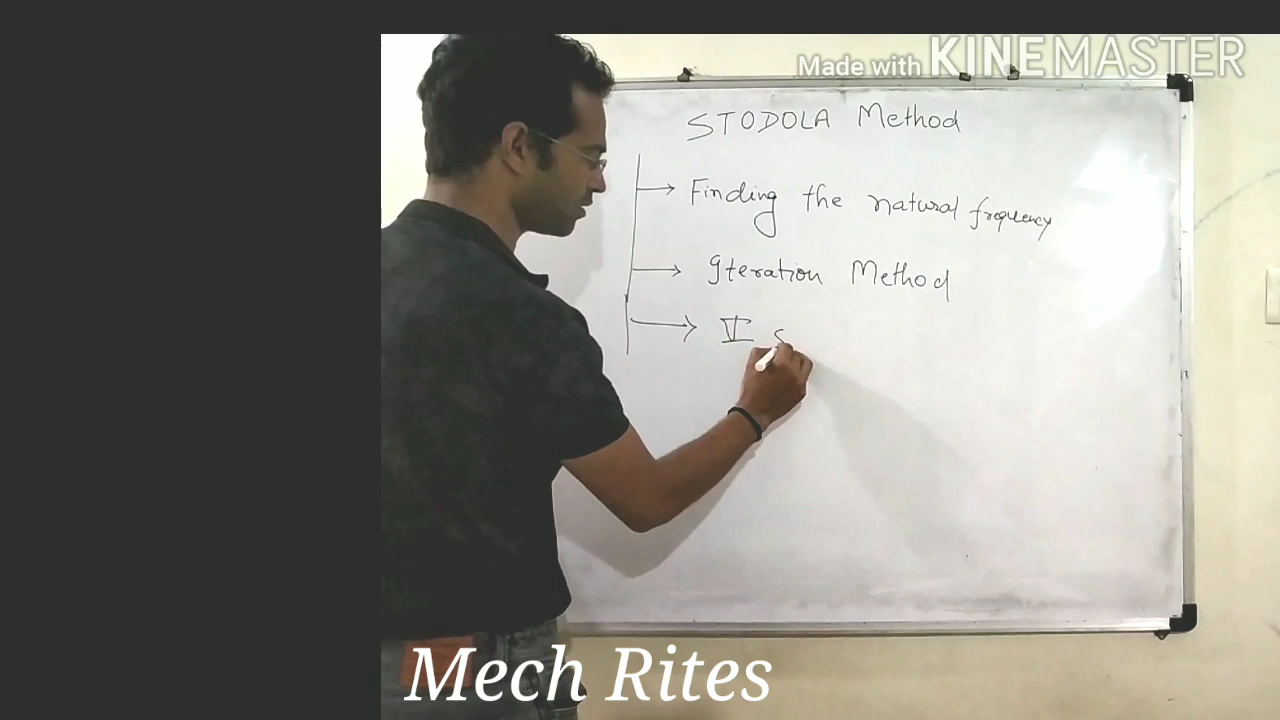 Made with KINEMASTER
STODOLA Method
Finding the natural frequency
Iteration Method
Mech Rites